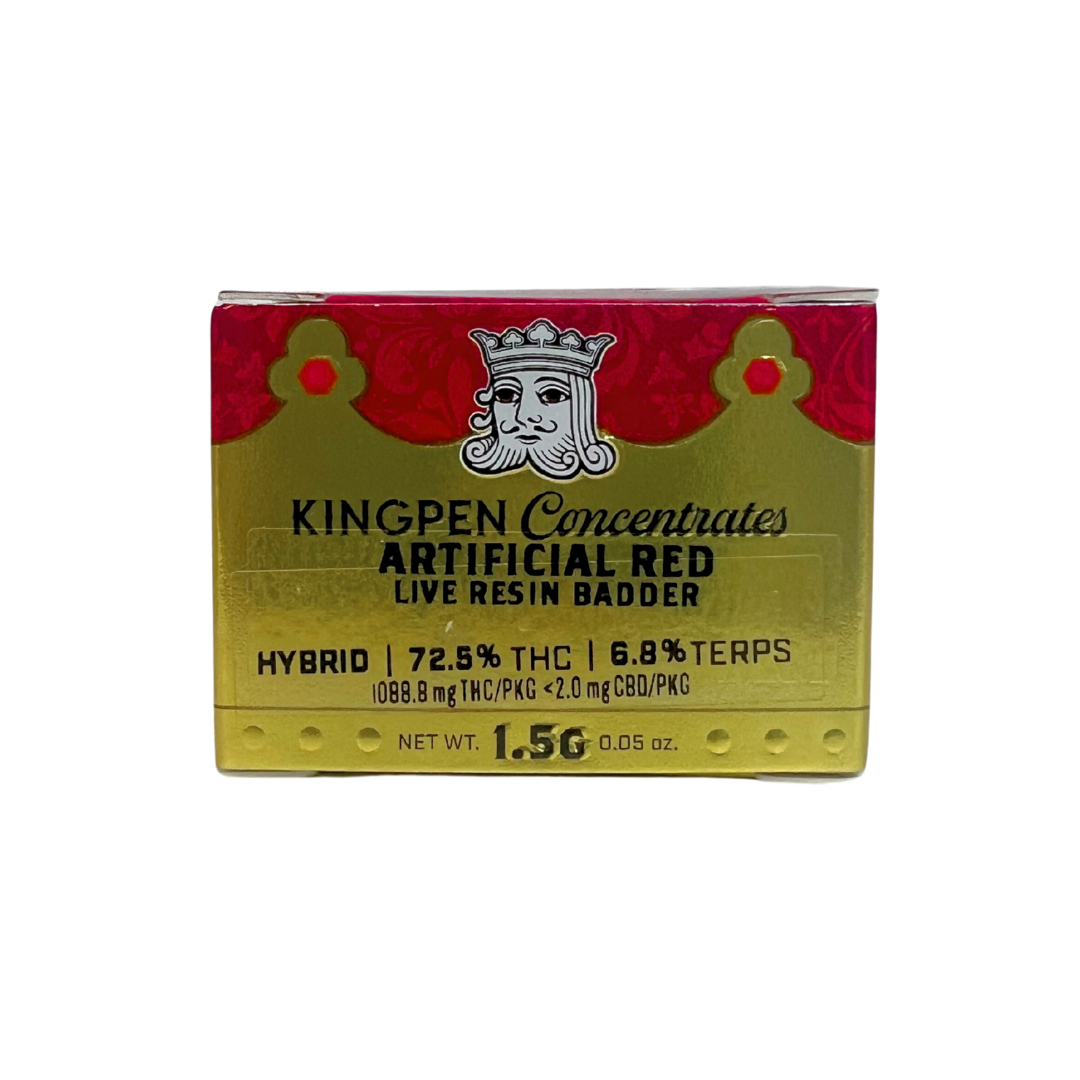 KINGPEN Concentrates
ARTIFICIAL RED
LIVE RESIN BADDER
HYBRID | 72.5% THC | 6.8% TERPS
1088.8 mg THC/PKG <2.0 mg CBD/PKG
NET WT. 1.5G 0.05 oz.